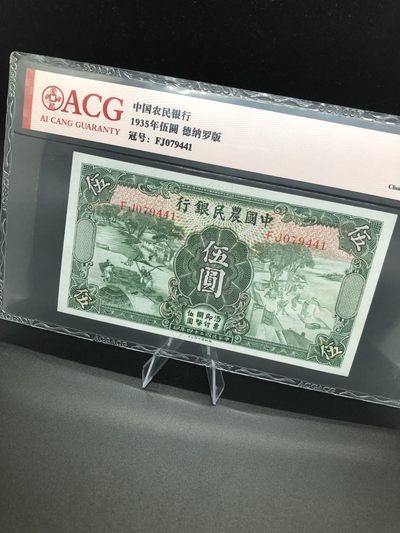 ACG
AI CANG GUARANTY
中国农民银行
1935年伍圓 德纳罗版
冠号: FJ079441
行銀民農國中
FJ079441
FJ079441
伍
伍
伍圓
伍
伍